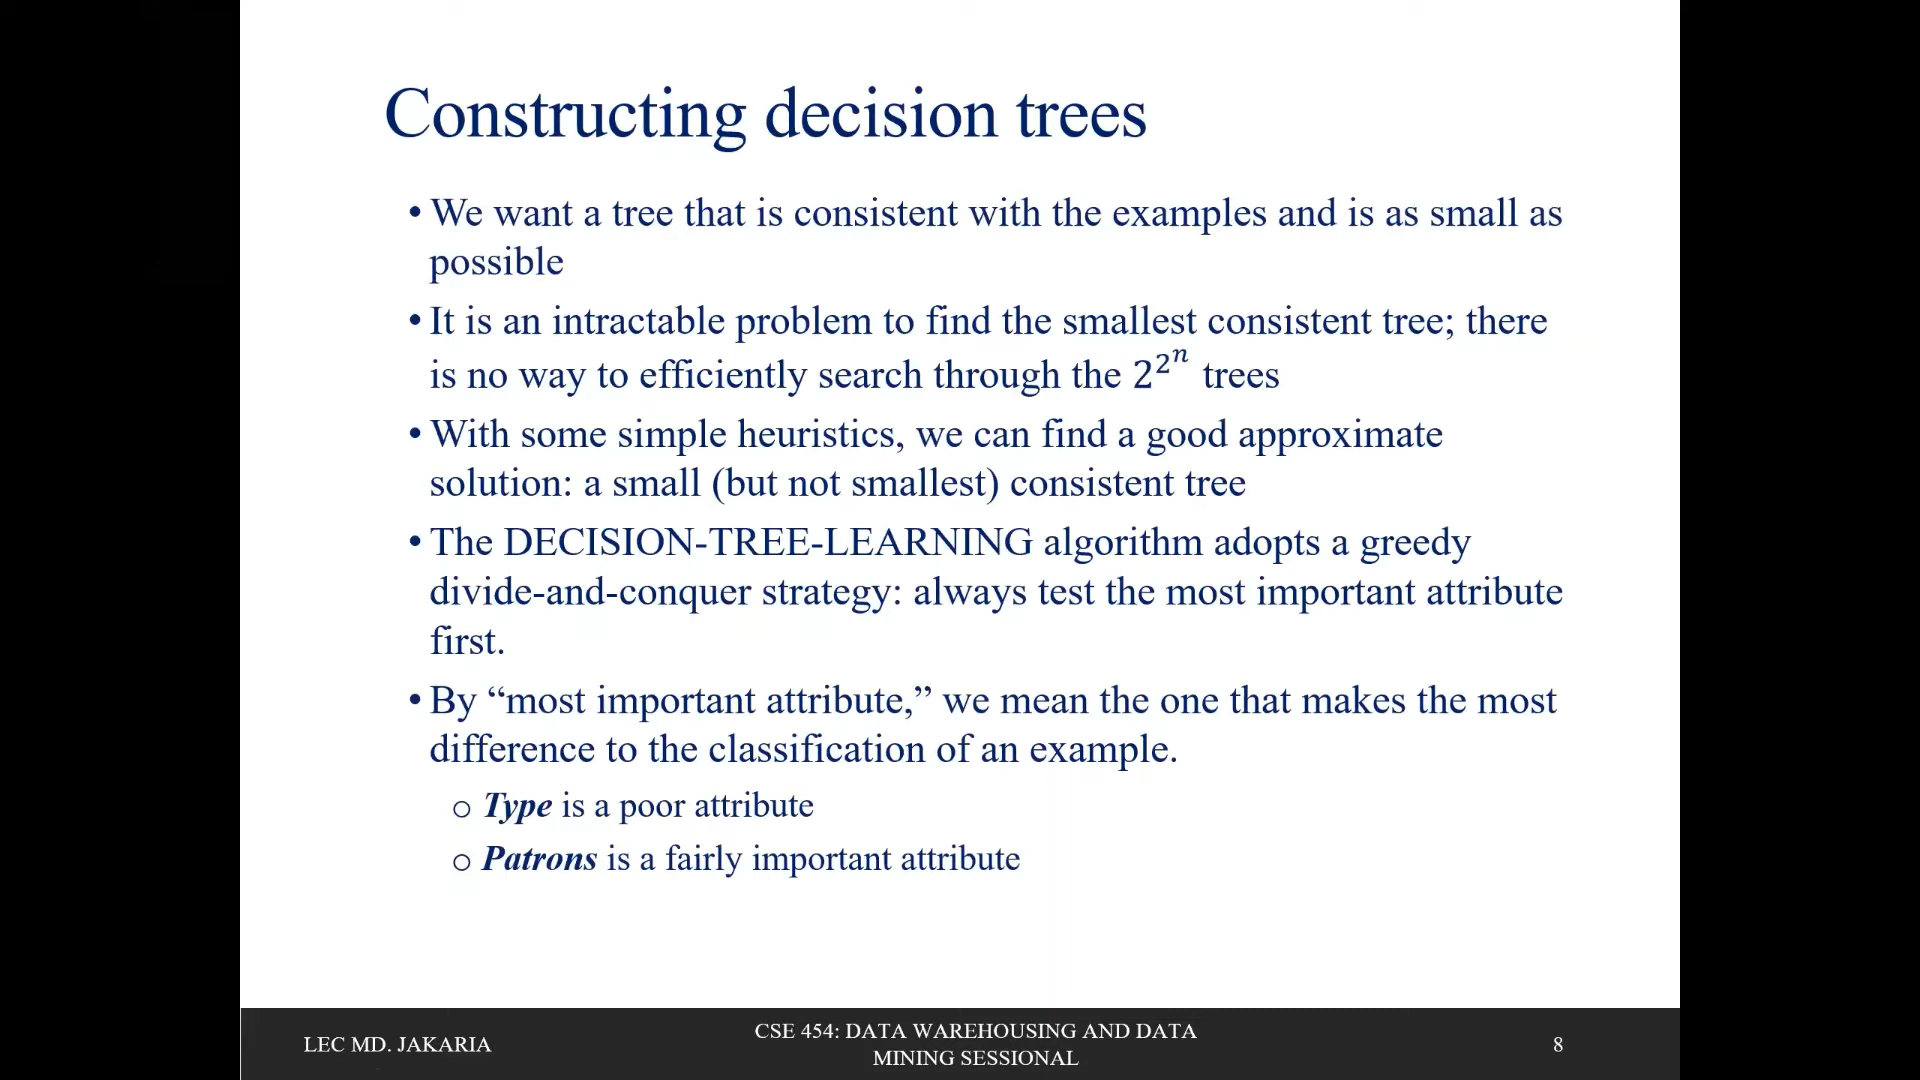 Constructing decision trees
• We want a tree that is consistent with the examples and is as small as
possible
• It is an intractable problem to find the smallest consistent tree; there
is no way to efficiently search through the $2^{2^n}$ trees
• With some simple heuristics, we can find a good approximate
solution: a small (but not smallest) consistent tree
• The DECISION-TREE-LEARNING algorithm adopts a greedy
divide-and-conquer strategy: always test the most important attribute
first.
• By “most important attribute,” we mean the one that makes the most
difference to the classification of an example.
o Type is a poor attribute
o Patrons is a fairly important attribute
LEC MD. JAKARIA
CSE 454: DATA WAREHOUSING AND DATA
MINING SESSIONAL
8